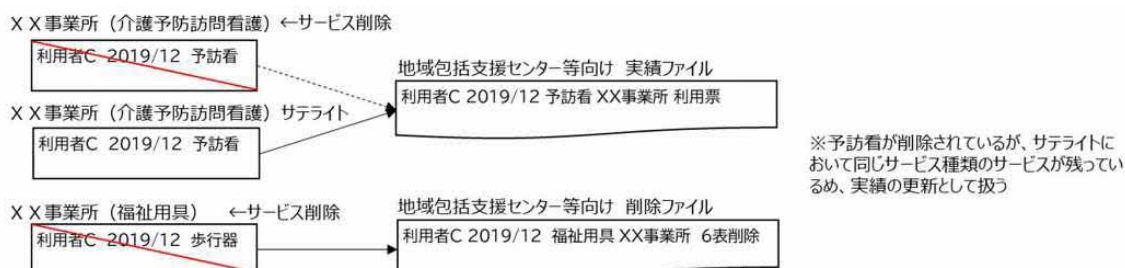 ＸＸ事業所（介護予防訪問看護）←サービス削除
利用者C 2019/12 予訪看
地域包括支援センター等向け 実績ファイル
利用者C 2019/12 予訪看 XX事業所 利用票
ＸＸ事業所（介護予防訪問看護）サテライト
利用者C 2019/12 予訪看
※予訪看が削除されているが、サテライトに
おいて同じサービス種類のサービスが残ってい
るめ、実績の更新として扱う
ＸＸ事業所（福祉用具） ←サービス削除
利用者C 2019/12 歩行器
地域包括支援センター等向け 削除ファイル
利用者C 2019/12 福祉用具 XX事業所 6表削除